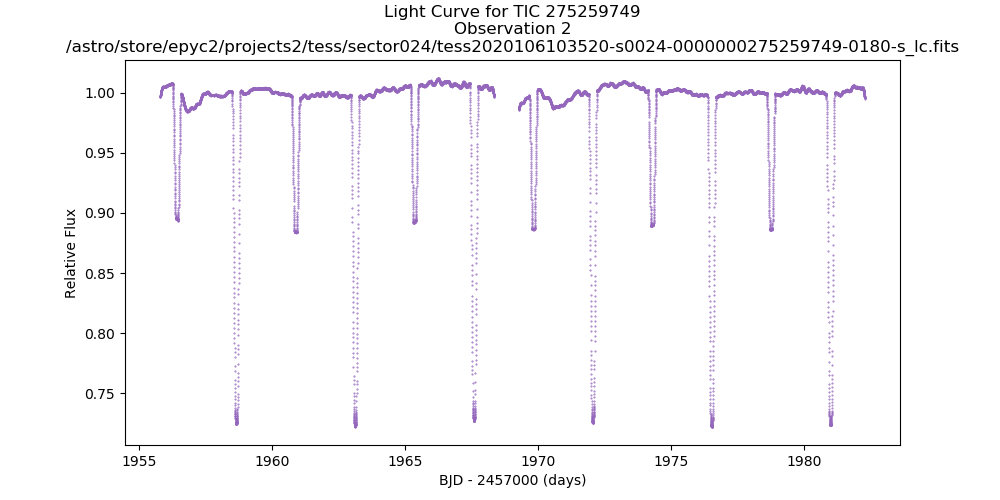 Light Curve for TIC 275259749
Observation 2
/astro/store/epyc2/projects2/tess/sector024/tess2020106103520-s0024-0000000275259749-0180-s_lc.fits
1.00
0.95
0.90
0.85
0.80
0.75
Relative Flux
1955 1960 1965 1970 1975 1980
BJD - 2457000 (days)